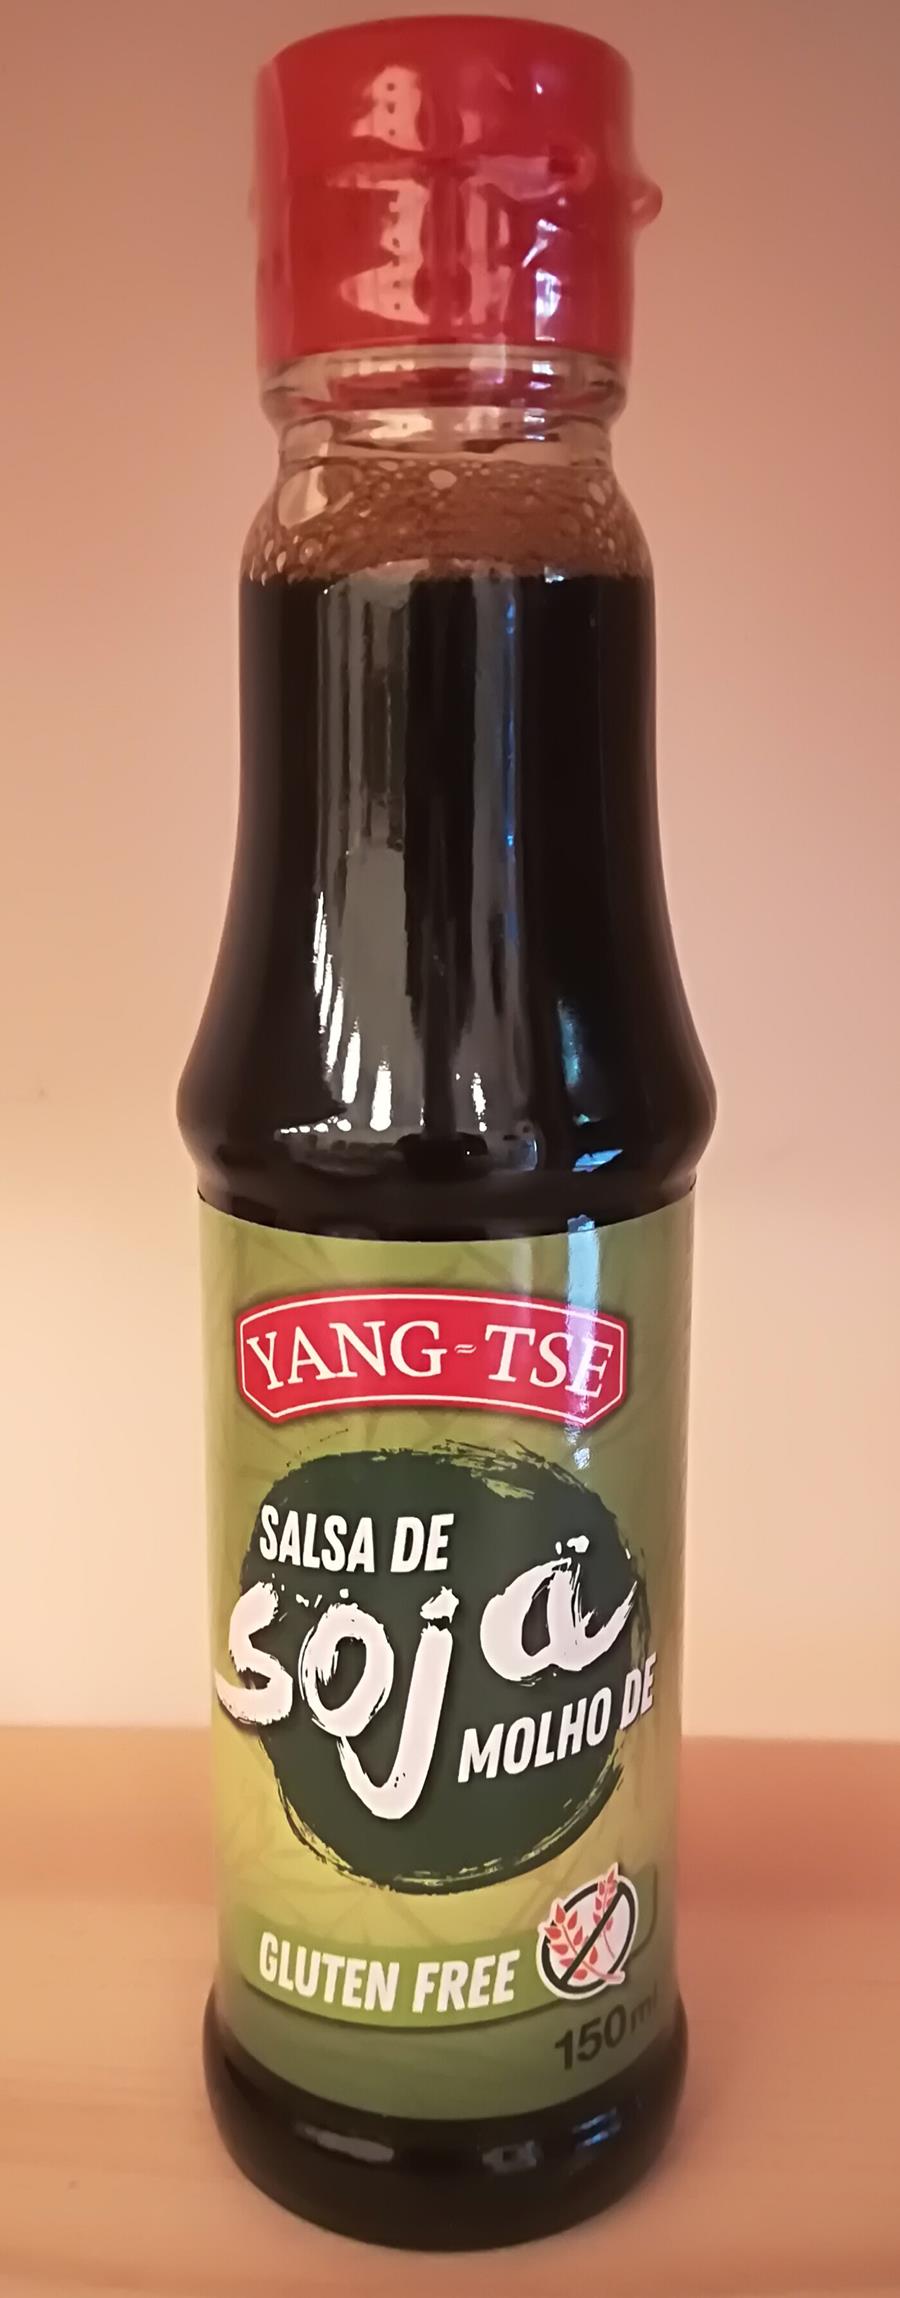 YANG-TSE
SALSA DE
soja
MOLHO DE
GLUTEN FREE
150ml